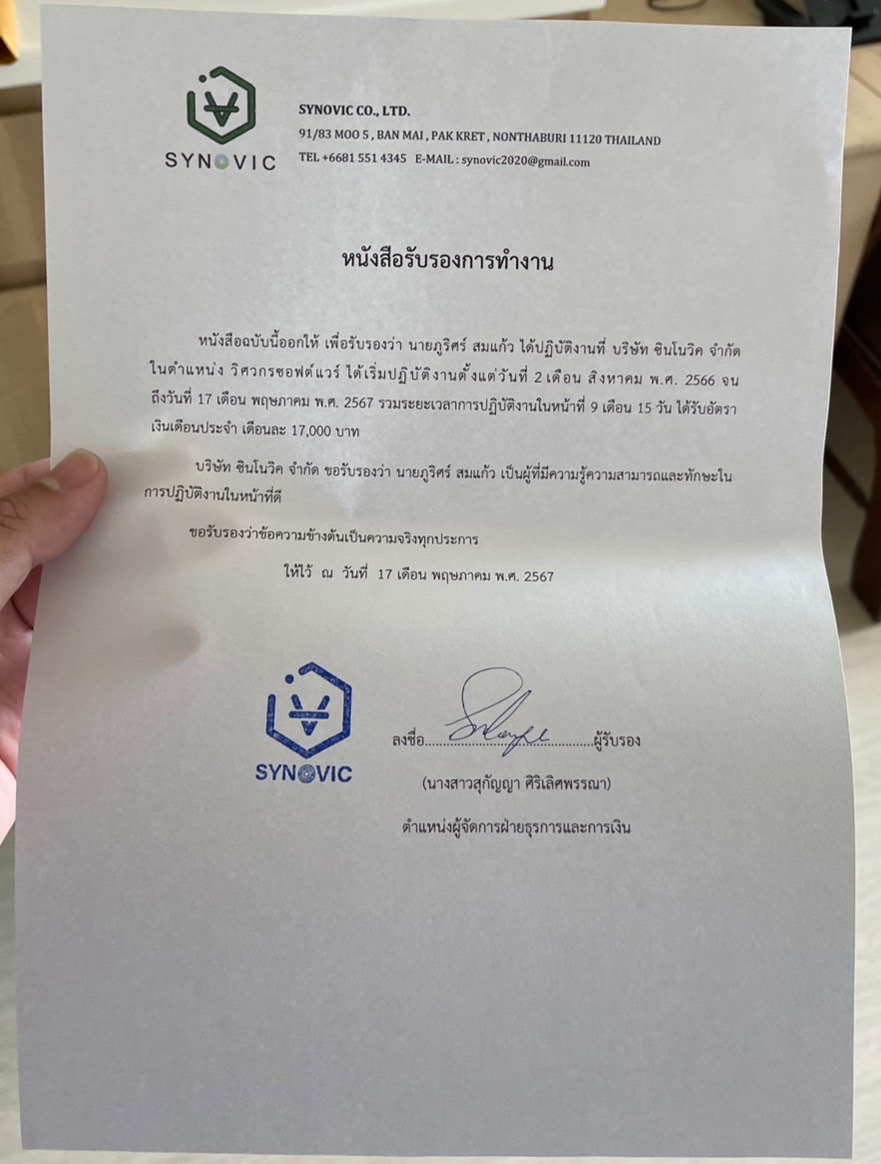 SYNOVIC
SYNOVIC CO., LTD.
91/83 MOO 5 , BAN MAI , PAK KRET , NONTHABURI 11120 THAILAND
TEL +6681 551 4345 E-MAIL : synovic2020@gmail.com
หนังสือรับรองการทำงาน
หนังสือฉบับนี้ออกให้ เพื่อรับรองว่า นายภูริศร์ สมแก้ว ได้ปฏิบัติงานที่ บริษัท ซินโนวิค จำกัด
ในตำแหน่ง วิศวกรซอฟต์แวร์ ได้เริ่มปฏิบัติงานตั้งแต่วันที่ 2 เดือน สิงหาคม พ.ศ. 2566 จน
ถึงวันที่ 17 เดือน พฤษภาคม พ.ศ. 2567 รวมระยะเวลาการปฏิบัติงานในหน้าที่ 9 เดือน 15 วัน ได้รับอัตรา
เงินเดือนประจำ เดือนละ 17,000 บาท
บริษัท ซินโนวิค จำกัด ขอรับรองว่า นายภูริศร์ สมแก้ว เป็นผู้ที่มีความรู้ความสามารถและทักษะใน
การปฏิบัติงานในหน้าที่ดี
ขอรับรองว่าข้อความข้างต้นเป็นความจริงทุกประการ
ให้ไว้ ณ วันที่ 17 เดือน พฤษภาคม พ.ศ. 2567
SYNOVIC
ลงชื่อ..........................................ผู้รับรอง
(นางสาวสุกัญญา ศิริเลิศพรรณา)
ตำแหน่งผู้จัดการฝ่ายธุรการและการเงิน